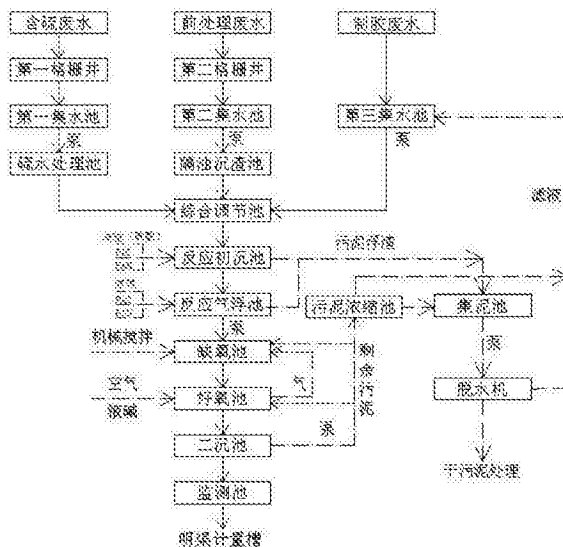 含硫废水 前处理废水 制胶废水
第一格栅井 第二格栅井
第一集水池 第二集水池 第三集水池
泵 泵 泵
硫水处理池 隔油沉渣池
滤液
综合调节池
污泥浮渣
反应初沉池
反应气浮池 污泥浓缩池 集泥池
泵 泵
机械搅拌 缺氧池
剩余污泥
空气 气
液碱 好氧池 脱水机
泵
二沉池
干污泥处理
监测池
明渠计量槽